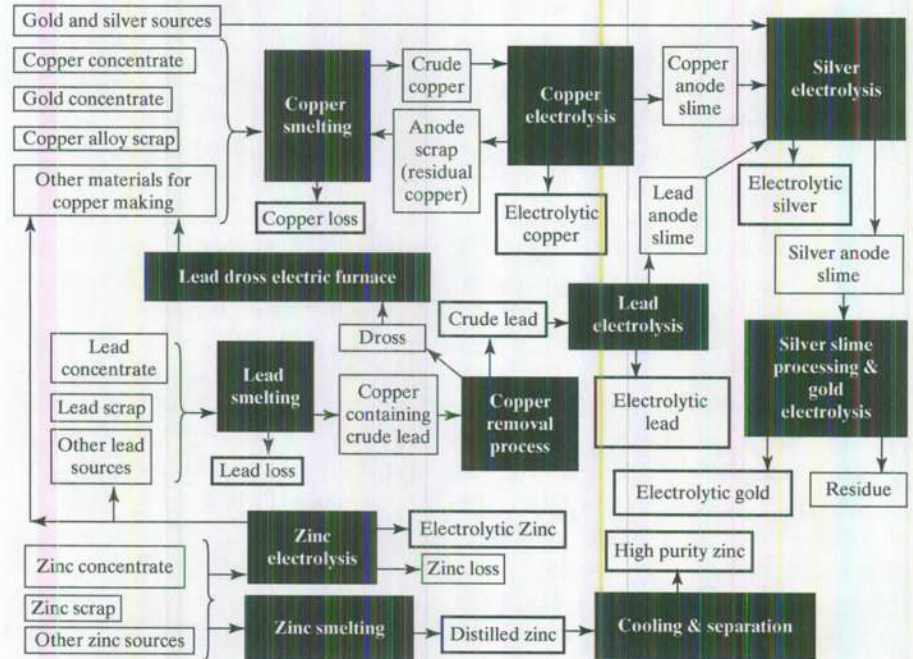 Gold and silver sources
Copper concentrate
Gold concentrate
Copper alloy scrap
Other materials for
copper making
Copper
smelting
Crude
copper
Anode
scrap
(residual
copper)
Copper loss
Copper
electrolysis
Electrolytic
copper
Copper
anode
slime
Silver
electrolysis
Electrolytic
silver
Lead
anode
slime
Silver anode
slime
Lead dross electric furnace
Dross
Crude lead
Lead
electrolysis
Electrolytic
lead
Silver slime
processing &
gold
electrolysis
Lead
concentrate
Lead scrap
Other lead
sources
Lead
smelting
Lead loss
Copper
containing
crude lead
Copper
removal
process
Electrolytic gold
Residue
Zinc
electrolysis
Electrolytic Zinc
Zinc loss
High purity zinc
Zinc concentrate
Zinc scrap
Other zinc sources
Zinc smelting
Distilled zinc
Cooling & separation